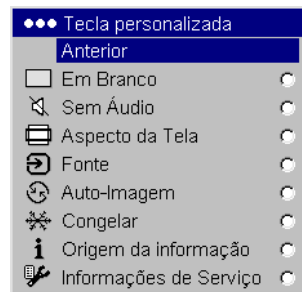 Tecla personalizada
Anterior
Em Branco
Sem Áudio
Aspecto da Tela
Fonte
Auto-Imagem
Congelar
Origem da informação
Informações de Serviço